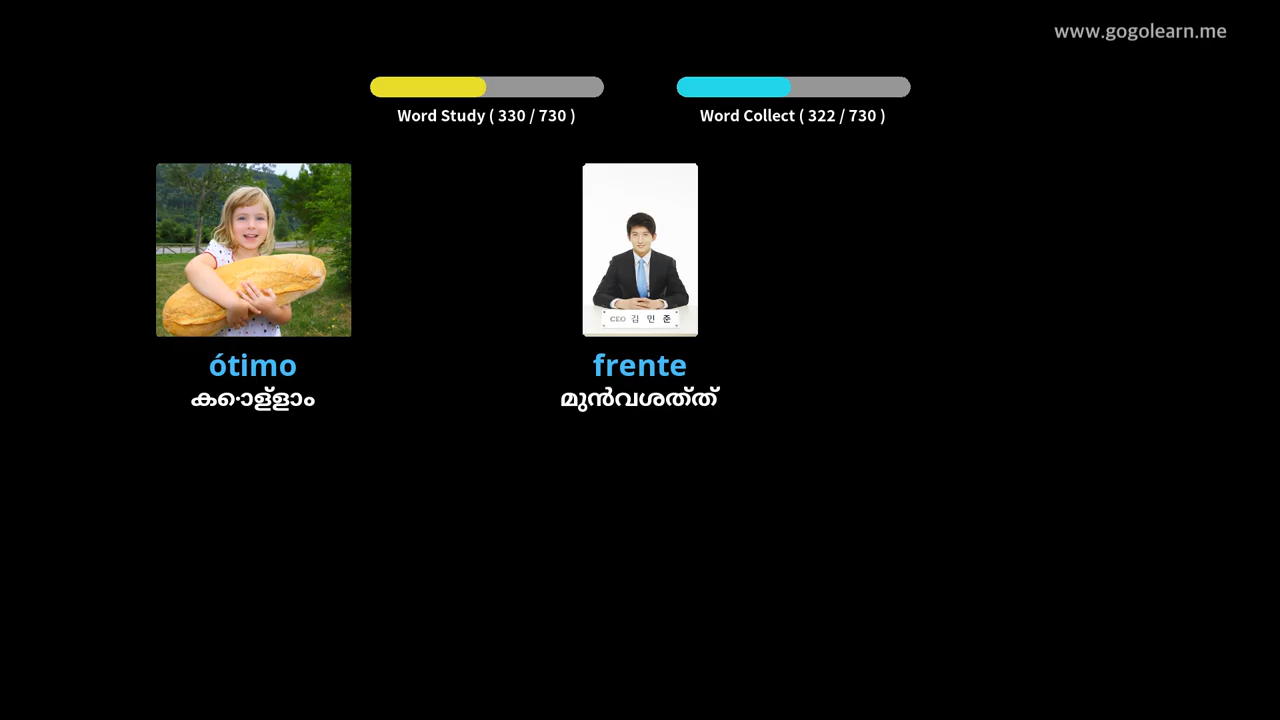 www.gogolearn.me
Word Study ( 330 / 730 )
Word Collect ( 322 / 730 )
CEO 김 민 준
ótimo
frente
കൊള്ളാം
മുൻവശത്ത്